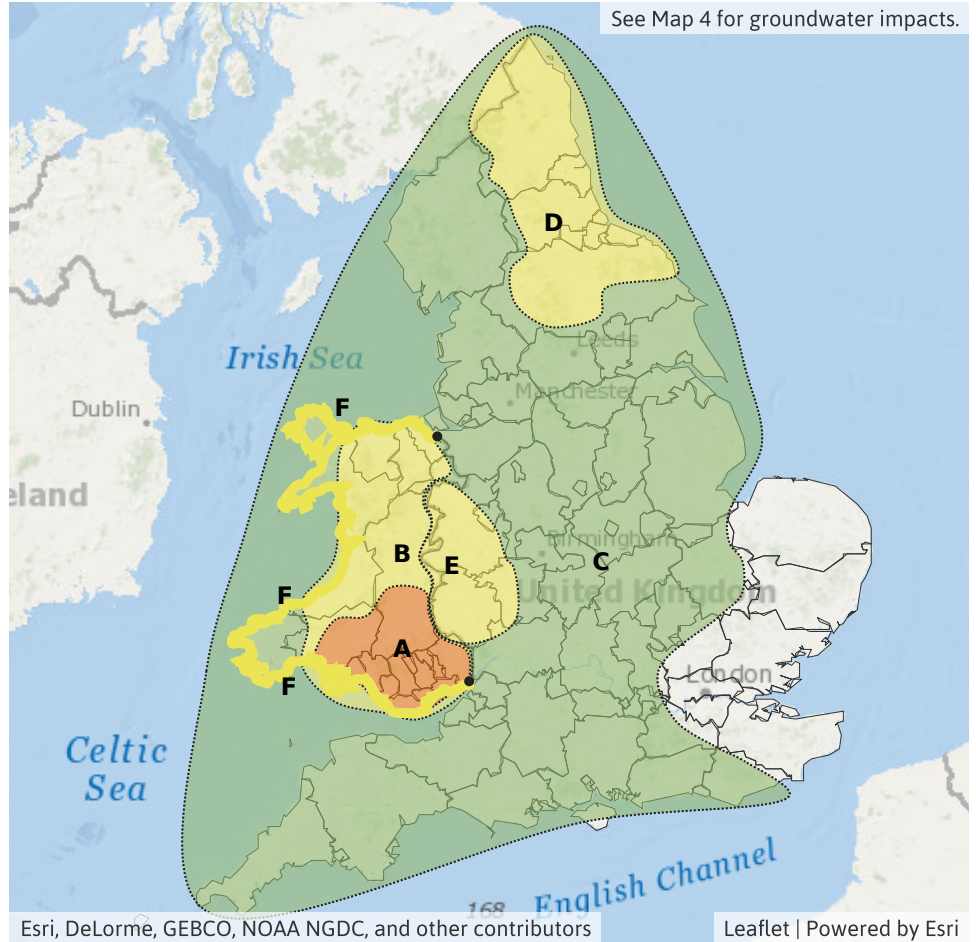 See Map 4 for groundwater impacts.
D
Leeds
Irish Sea
Manchester
Dublin
F
eland
Birmingham
B
E
C
United Kingdom
F
A
London
F
Celtic
Sea
English Channel
168
Esri, DeLorme, GEBCO, NOAA NGDC, and other contributors
Leaflet | Powered by Esri